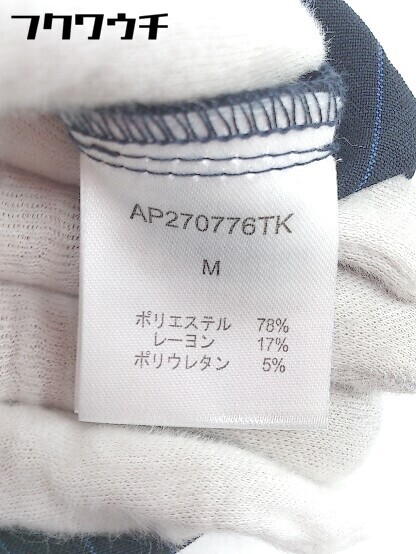 フクワウチ
AP270776TK
M
ポリエステル 78%
レーヨン 17%
ポリウレタン 5%